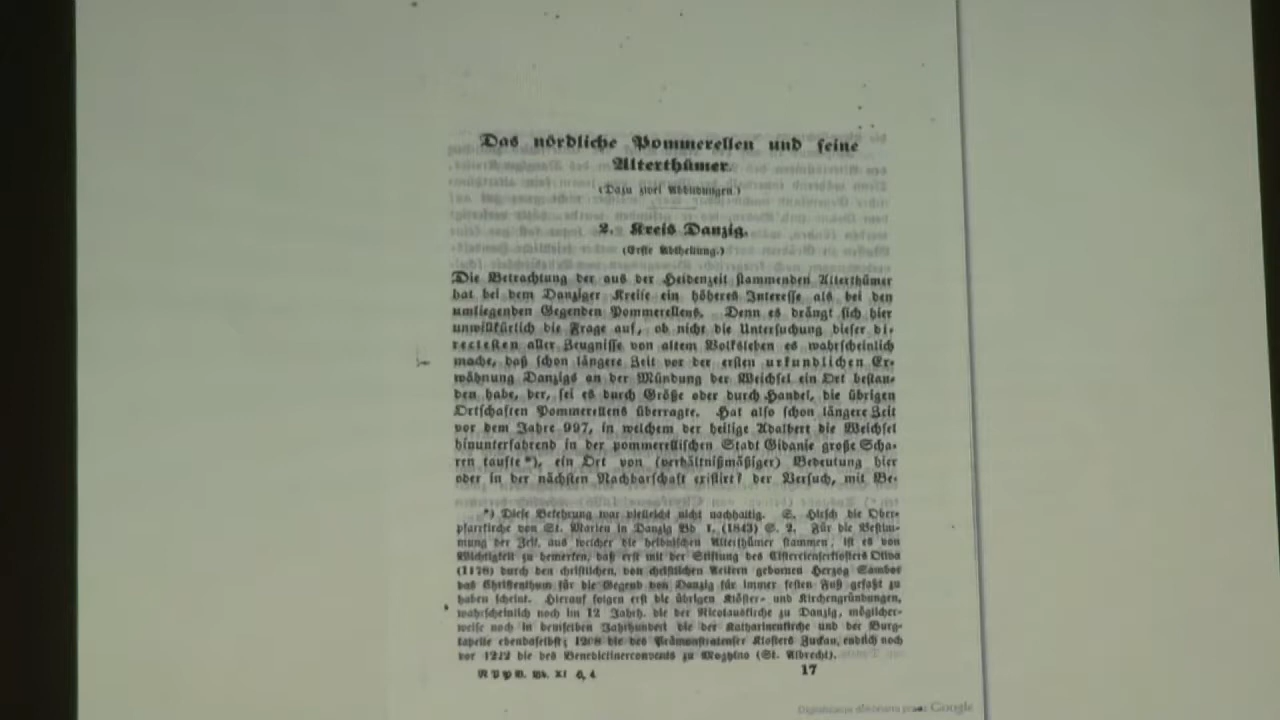 Das nördliche Pommerellen und seine
Alterthümer.
(Dazu zwei Abbildungen.)
2. Kreis Danzig.
(Erste Abtheilung.)
Die Betrachtung der aus der Heidenzeit stammenden Alterthümer
hat bei dem Danziger Kreise ein höheres Interesse als bei den
umliegenden Gegenden Pommerellens. Denn es drängt sich hier
unwillkürlich die Frage auf, ob nicht die Untersuchung dieser di-
rectesten aller Zeugnisse von altem Volksleben es wahrscheinlich
mache, daß schon längere Zeit vor der ersten urkundlichen Er-
wähnung Danzigs an der Mündung der Weichsel ein Ort bestan-
den habe, der, sei es durch Größe oder durch Handel, die übrigen
Ortschaften Pommerellens überragte. Hat also schon längere Zeit
vor dem Jahre 997, in welchem der heilige Adalbert die Weichsel
hinunterfahrend in der pommerellischen Stadt Gidanie große Scha-
ren taufte*), ein Ort von (verhältnißmäßiger) Bedeutung hier
oder in der nächsten Nachbarschaft existirt? der Versuch, mit Be-
*) Diese Bekehrung war vielleicht nicht nachhaltig. S. Hirsch die Ober-
pfarrkirche von St. Marien in Danzig Bd 1. (1843) S. 2. Für die Bestim-
mung der Zeit, aus welcher die heidnischen Alterthümer stammen, ist es von
Wichtigkeit zu bemerken, daß erst mit der Stiftung des Cistercienserklosters Oliva
(1178) durch den christlichen, von christlichen Aeltern gebornen Herzog Sambor
das Christenthum für die Gegend von Danzig für immer festen Fuß gefaßt zu
haben scheint. Hierauf folgen erst die übrigen Klöster- und Kirchengründungen,
wahrscheinlich noch im 12 Jahrh. die der Nicolauskirche zu Danzig, möglicher-
weise noch in demselben Jahrhundert die der Katharinenkirche und der Burg-
kapelle ebendaselbst; 1208 die des Prämonstratenser Klosters Zuckau, endlich noch
vor 1222 die des Benedictinerconvents zu (St. Albrecht).
N. P. P. B. Bd. XI H. 4. 17
Google